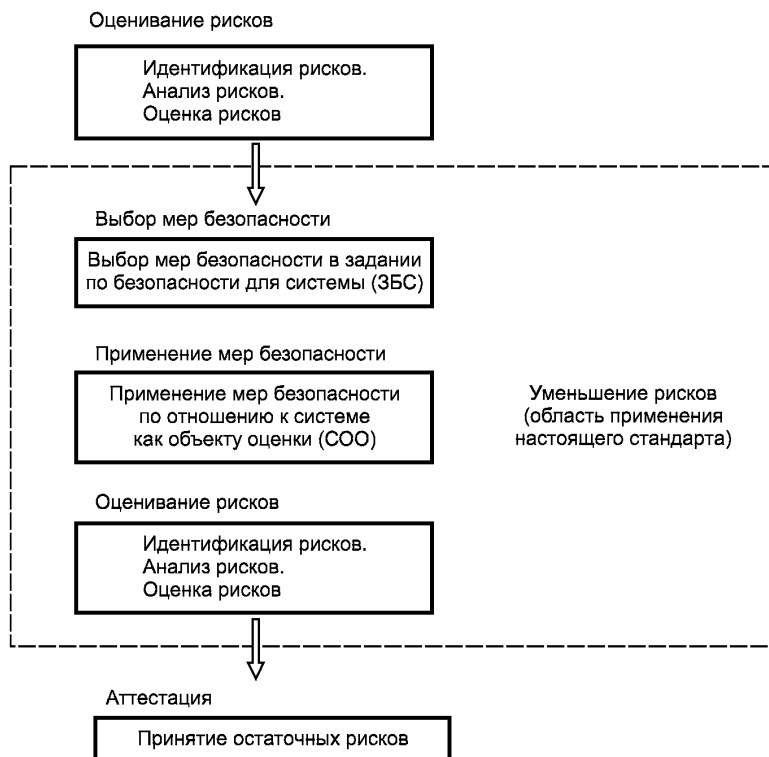 Оценивание рисков
Идентификация рисков.
Анализ рисков.
Оценка рисков
Выбор мер безопасности
Выбор мер безопасности в задании
по безопасности для системы (ЗБС)
Применение мер безопасности
Применение мер безопасности
по отношению к системе
как объекту оценки (СОО)
Уменьшение рисков
(область применения
настоящего стандарта)
Оценивание рисков
Идентификация рисков.
Анализ рисков.
Оценка рисков
Аттестация
Принятие остаточных рисков